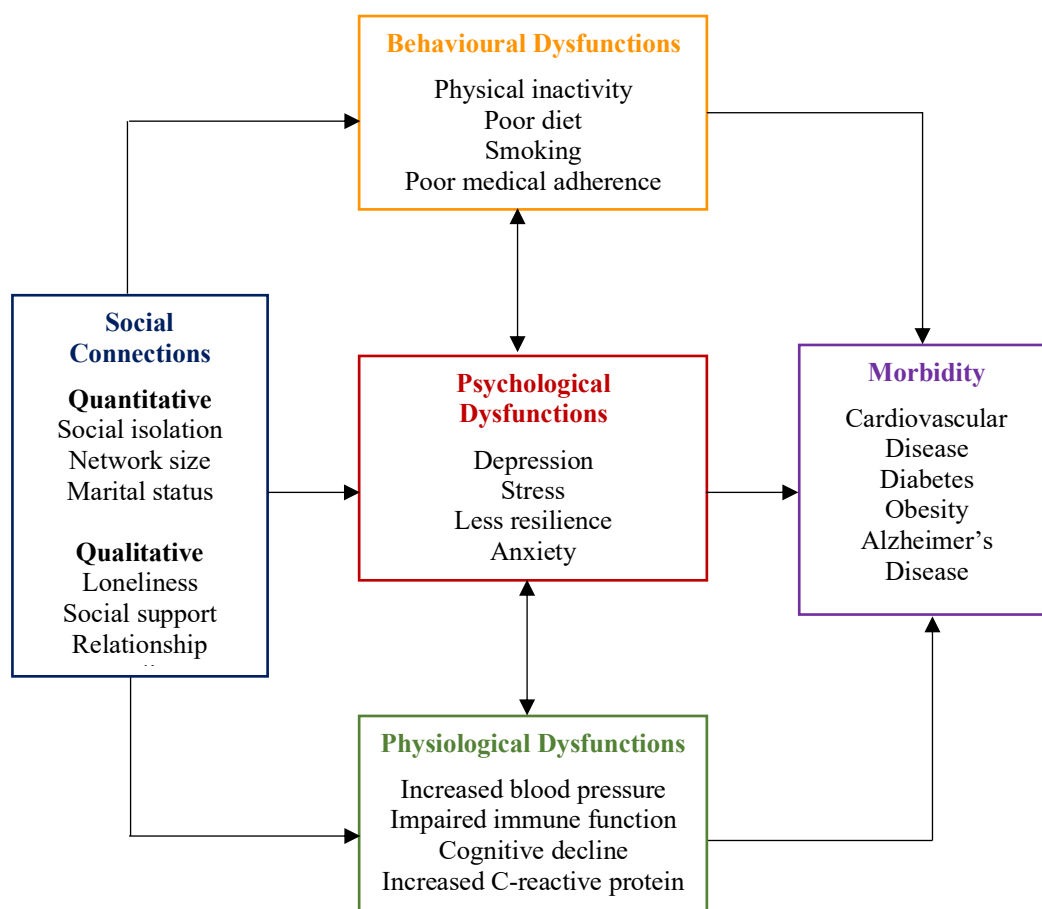 Behavioural Dysfunctions
Physical inactivity
Poor diet
Smoking
Poor medical adherence
Social
Connections
Quantitative
Social isolation
Network size
Marital status
Qualitative
Loneliness
Social support
Relationship
Psychological
Dysfunctions
Depression
Stress
Less resilience
Anxiety
Morbidity
Cardiovascular
Disease
Diabetes
Obesity
Alzheimer’s
Disease
Physiological Dysfunctions
Increased blood pressure
Impaired immune function
Cognitive decline
Increased C-reactive protein